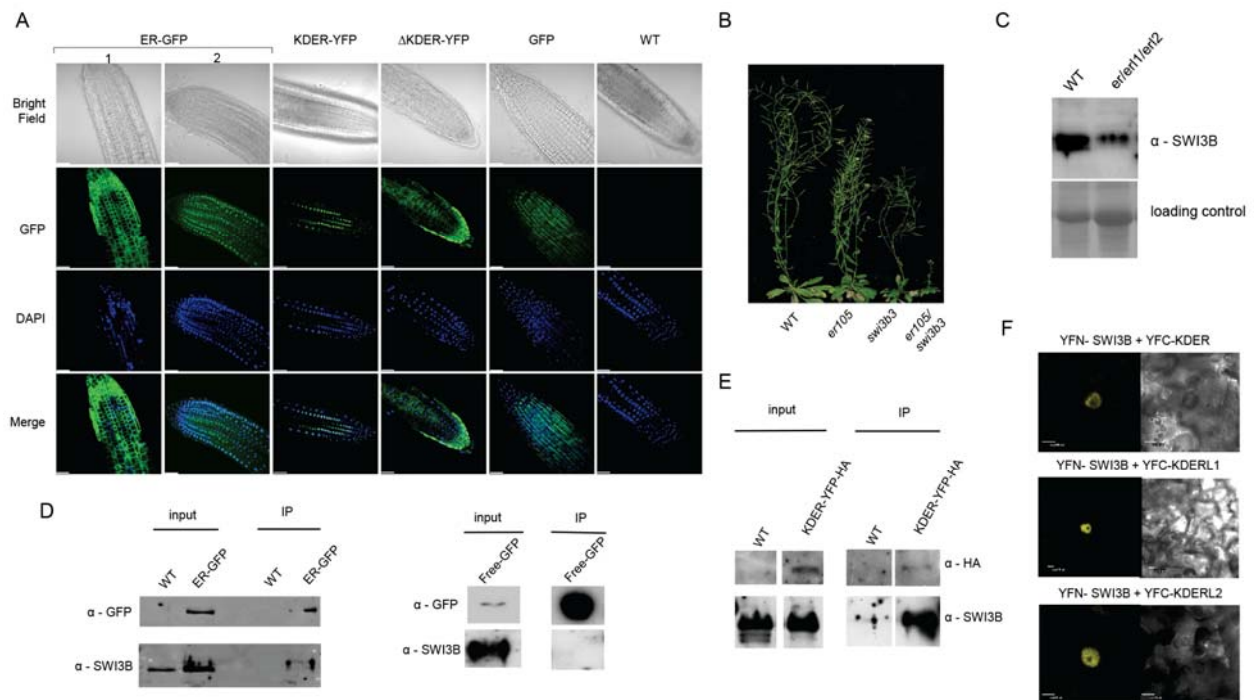 A
ER-GFP
KDER-YFP
ΔKDER-YFP
GFP
WT
1
2
Bright
Field
GFP
DAPI
Merge
B
WT
er105
swi3b3
er105/
swi3b3
C
WT
er/erl1/erl2
α - SWI3B
loading control
D
input
IP
WT
ER-GFP
WT
ER-GFP
α - GFP
α - SWI3B
input
IP
Free-GFP
Free-GFP
α - GFP
α - SWI3B
E
input
IP
WT
KDER-YFP-HA
WT
KDER-YFP-HA
α - HA
α - SWI3B
F
YFN- SWI3B + YFC-KDER
YFN- SWI3B + YFC-KDERL1
YFN- SWI3B + YFC-KDERL2